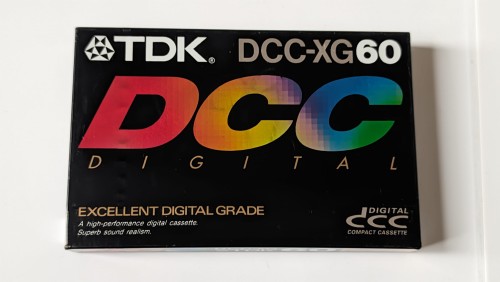 TDK® DCC-XG60
DCC
DIGITAL
EXCELLENT DIGITAL GRADE
A high-performance digital cassette.
Superb sound realism.
DIGITAL
dcc
COMPACT CASSETTE